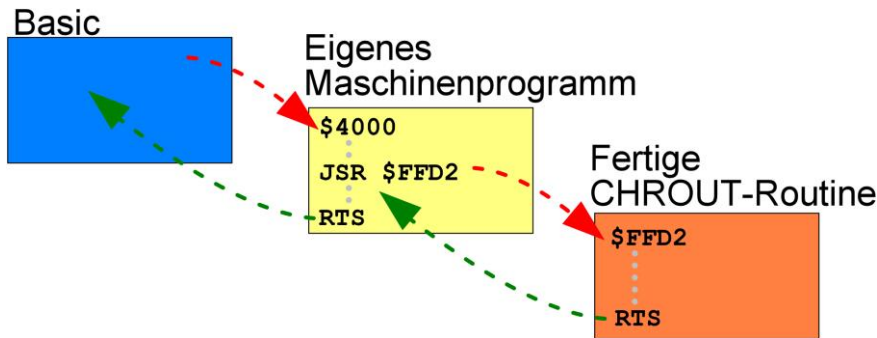 Basic
Eigenes
Maschinenprogramm
$4000
JSR $FFD2
RTS
Fertige
CHROUT-Routine
$FFD2
RTS